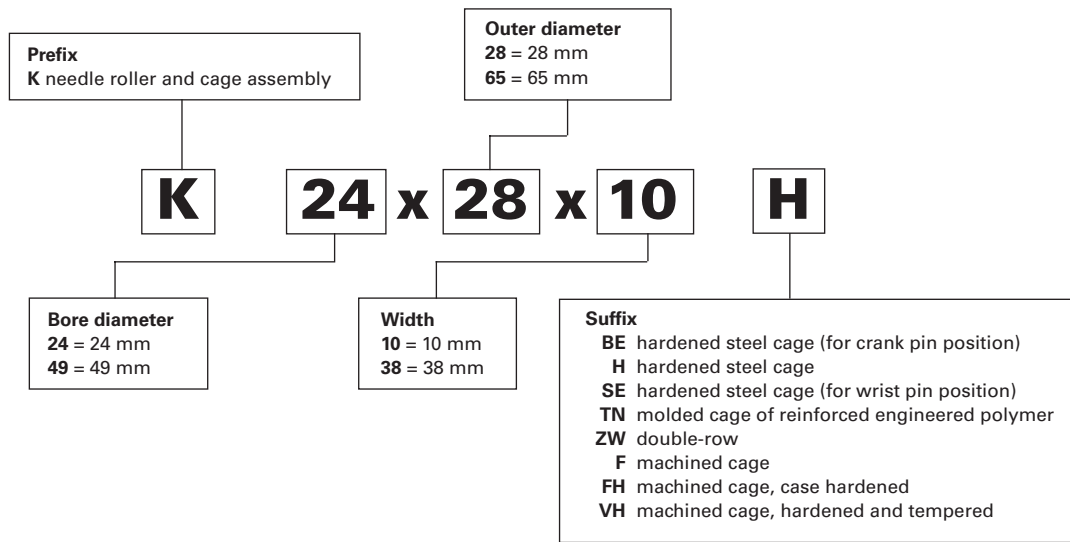 Prefix
K needle roller and cage assembly
Outer diameter
28 = 28 mm
65 = 65 mm
K 24 x 28 x 10 H
Bore diameter
24 = 24 mm
49 = 49 mm
Width
10 = 10 mm
38 = 38 mm
Suffix
BE hardened steel cage (for crank pin position)
H hardened steel cage
SE hardened steel cage (for wrist pin position)
TN molded cage of reinforced engineered polymer
ZW double-row
F machined cage
FH machined cage, case hardened
VH machined cage, hardened and tempered